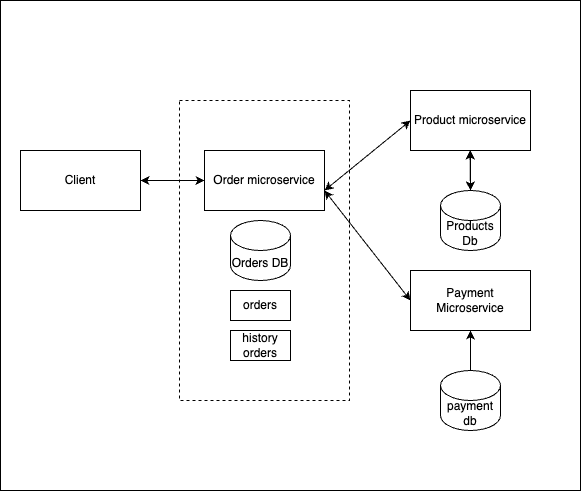 Client
Order microservice
Product microservice
Products
Db
Orders DB
orders
history
orders
Payment
Microservice
payment
db